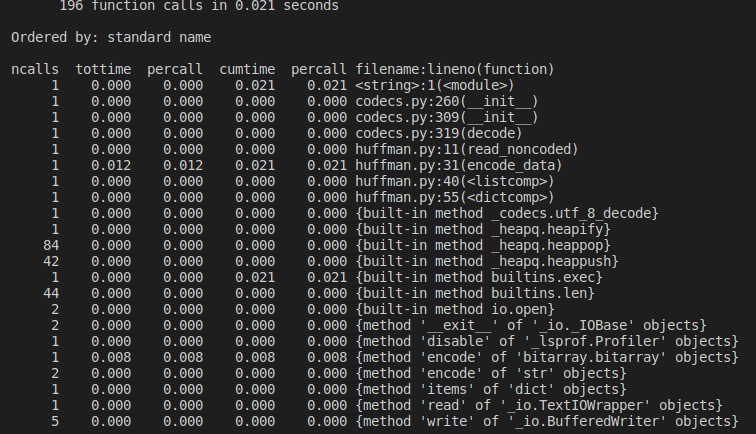 196 function calls in 0.021 seconds
Ordered by: standard name
ncalls tottime percall cumtime percall filename:lineno(function)
1 0.000 0.000 0.021 0.021 <string>:1(<module>)
1 0.000 0.000 0.000 0.000 codecs.py:260(__init__)
1 0.000 0.000 0.000 0.000 codecs.py:309(__init__)
1 0.000 0.000 0.000 0.000 codecs.py:319(decode)
1 0.000 0.000 0.000 0.000 huffman.py:11(read_noncoded)
1 0.012 0.012 0.021 0.021 huffman.py:31(encode_data)
1 0.000 0.000 0.000 0.000 huffman.py:40(<listcomp>)
1 0.000 0.000 0.000 0.000 huffman.py:55(<dictcomp>)
1 0.000 0.000 0.000 0.000 {built-in method _codecs.utf_8_decode}
1 0.000 0.000 0.000 0.000 {built-in method _heapq.heapify}
84 0.000 0.000 0.000 0.000 {built-in method _heapq.heappop}
42 0.000 0.000 0.000 0.000 {built-in method _heapq.heappush}
1 0.000 0.000 0.021 0.021 {built-in method builtins.exec}
44 0.000 0.000 0.000 0.000 {built-in method builtins.len}
2 0.000 0.000 0.000 0.000 {built-in method io.open}
2 0.000 0.000 0.000 0.000 {method '__exit__' of '_io._IOBase' objects}
1 0.000 0.000 0.000 0.000 {method 'disable' of '_lsprof.Profiler' objects}
1 0.008 0.008 0.008 0.008 {method 'encode' of 'bitarray.bitarray' objects}
2 0.000 0.000 0.000 0.000 {method 'encode' of 'str' objects}
1 0.000 0.000 0.000 0.000 {method 'items' of 'dict' objects}
1 0.000 0.000 0.000 0.000 {method 'read' of '_io.TextIOWrapper' objects}
5 0.000 0.000 0.000 0.000 {method 'write' of '_io.BufferedWriter' objects}